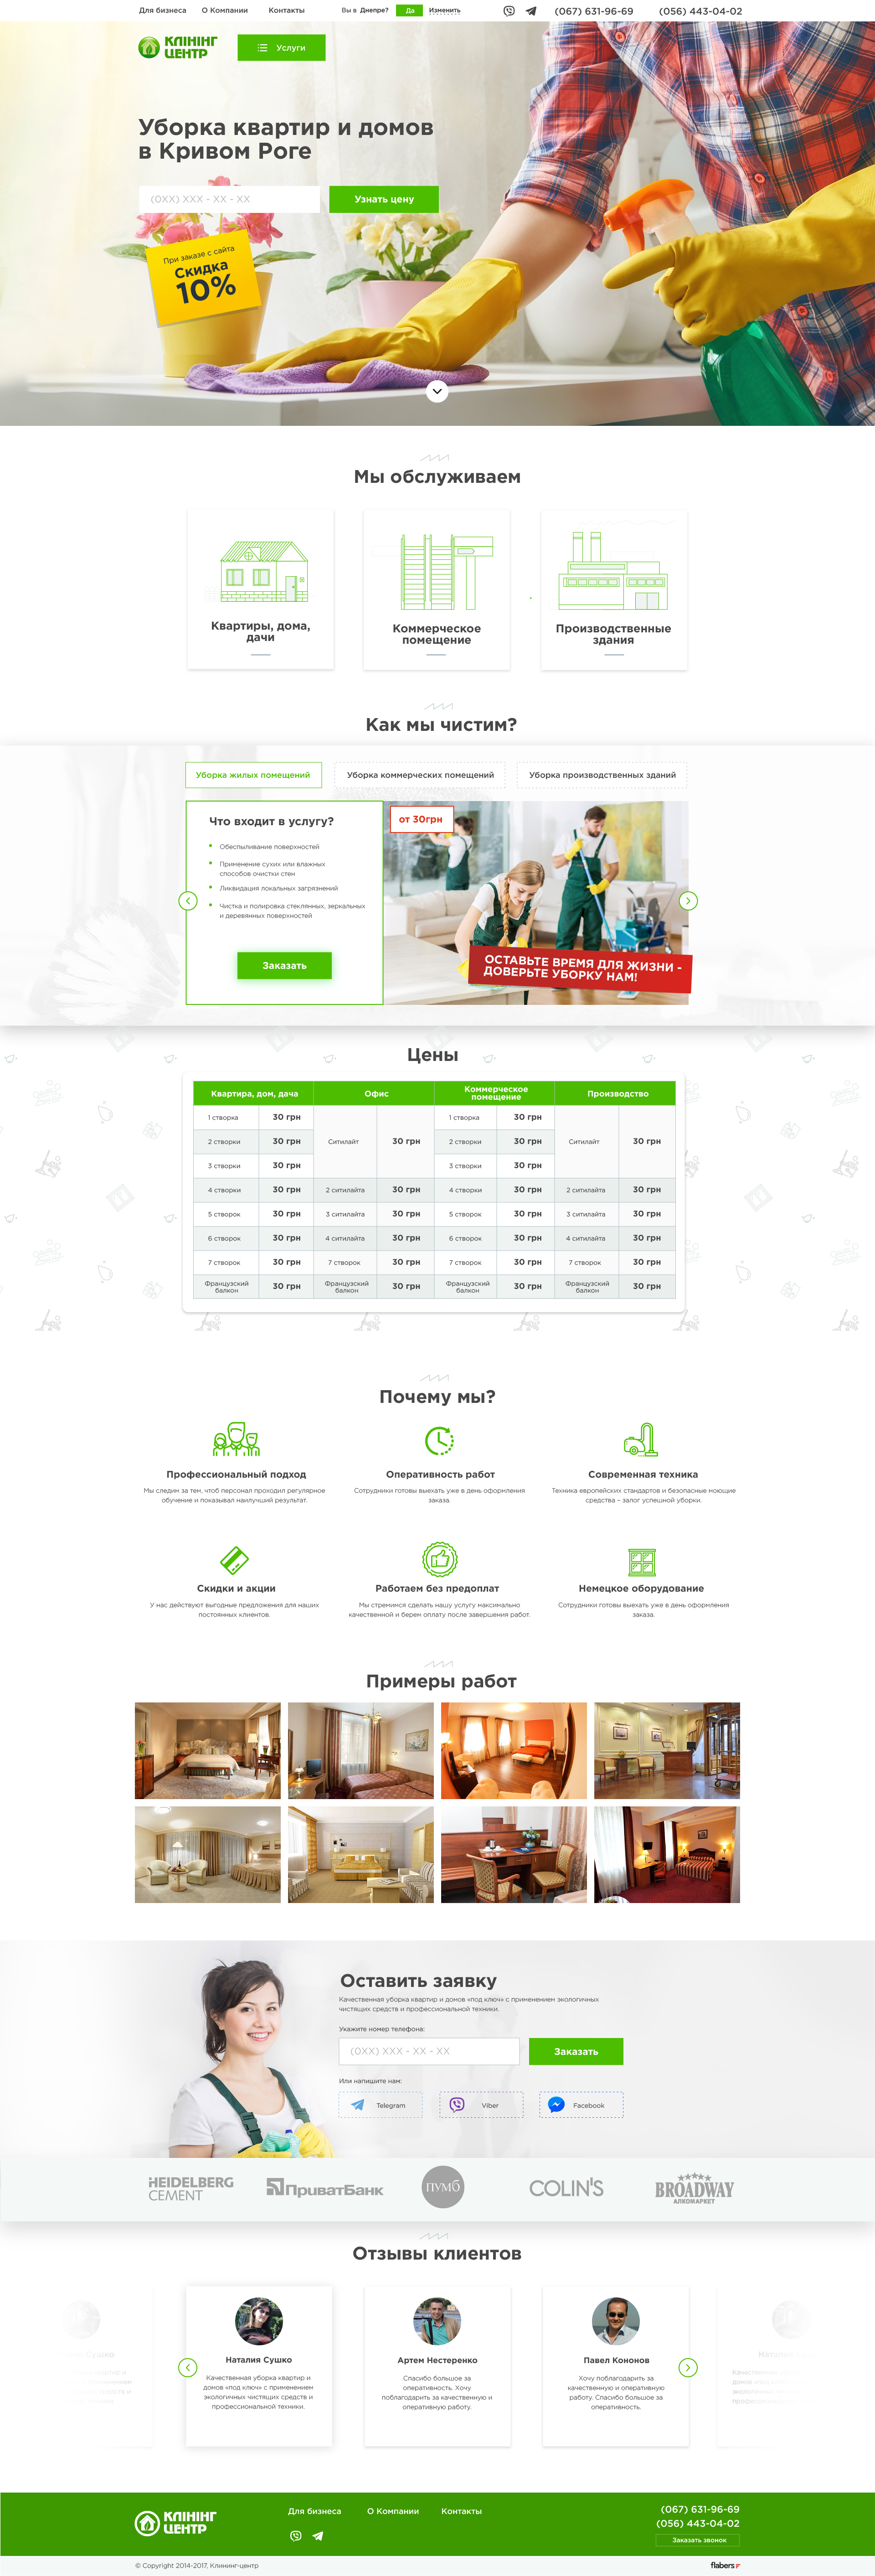 Для бизнеса О Компании Контакты Вы в Днепре? Да Изменить (067) 631-96-69 (056) 443-04-02
КЛІНІНГ
ЦЕНТР
Услуги
Уборка квартир и домов
в Кривом Роге
(0XX) XXX - XX - XX Узнать цену
При заказе с сайта
Скидка
10%
Мы обслуживаем
Квартиры, дома,
дачи
Коммерческое
помещение
Производственные
здания
Как мы чистим?
Уборка жилых помещений Уборка коммерческих помещений Уборка производственных зданий
Что входит в услугу?
Обеспыливание поверхностей
Применение сухих или влажных
способов очистки стен
Ликвидация локальных загрязнений
Чистка и полировка стеклянных, зеркальных
и деревянных поверхностей
Заказать
от 30грн
ОСТАВЬТЕ ВРЕМЯ ДЛЯ ЖИЗНИ -
ДОВЕРЬТЕ УБОРКУ НАМ!
Цены
Квартира, дом, дача Офис Коммерческое помещение Производство
1 створка 30 грн 1 створка 30 грн
2 створки 30 грн Ситилайт 30 грн 2 створки 30 грн Ситилайт 30 грн
3 створки 30 грн 3 створки 30 грн
4 створки 30 грн 2 ситилайта 30 грн 4 створки 30 грн 2 ситилайта 30 грн
5 створок 30 грн 3 ситилайта 30 грн 5 створок 30 грн 3 ситилайта 30 грн
6 створок 30 грн 4 ситилайта 30 грн 6 створок 30 грн 4 ситилайта 30 грн
7 створок 30 грн 7 створок 30 грн 7 створок 30 грн 7 створок 30 грн
Французский балкон 30 грн Французский балкон 30 грн Французский балкон 30 грн Французский балкон 30 грн
Почему мы?
Профессиональный подход
Мы следим за тем, чтоб персонал проходил регулярное
обучение и показывал наилучший результат.
Оперативность работ
Сотрудники готовы выехать уже в день оформления
заказа.
Современная техника
Техника европейских стандартов и безопасные моющие
средства – залог успешной уборки.
Скидки и акции
У нас действуют выгодные предложения для наших
постоянных клиентов.
Работаем без предоплат
Мы стремимся сделать нашу услугу максимально
качественной и берем оплату после завершения работ.
Немецкое оборудование
Сотрудники готовы выехать уже в день оформления
заказа.
Примеры работ
Оставить заявку
Качественная уборка квартир и домов «под ключ» с применением экологичных
чистящих средств и профессиональной техники.
Укажите номер телефона:
(0XX) XXX - XX - XX Заказать
Или напишите нам:
Telegram Viber Facebook
HEIDELBERG
CEMENT
ПриватБанк
ПУМБ
COLIN'S
BROADWAY
АЛКОМАРКЕТ
Отзывы клиентов
Наталия Сушко
Качественная уборка квартир и
домов «под ключ» с применением
экологичных чистящих средств и
профессиональной техники.
Артем Нестеренко
Спасибо большое за
оперативность. Хочу
поблагодарить за качественную и
оперативную работу.
Павел Кононов
Хочу поблагодарить за
качественную и оперативную
работу. Спасибо большое за
оперативность.
КЛІНІНГ
ЦЕНТР
Для бизнеса О Компании Контакты
(067) 631-96-69
(056) 443-04-02
Заказать звонок
© Copyright 2014-2017, Клининг-центр
flabers